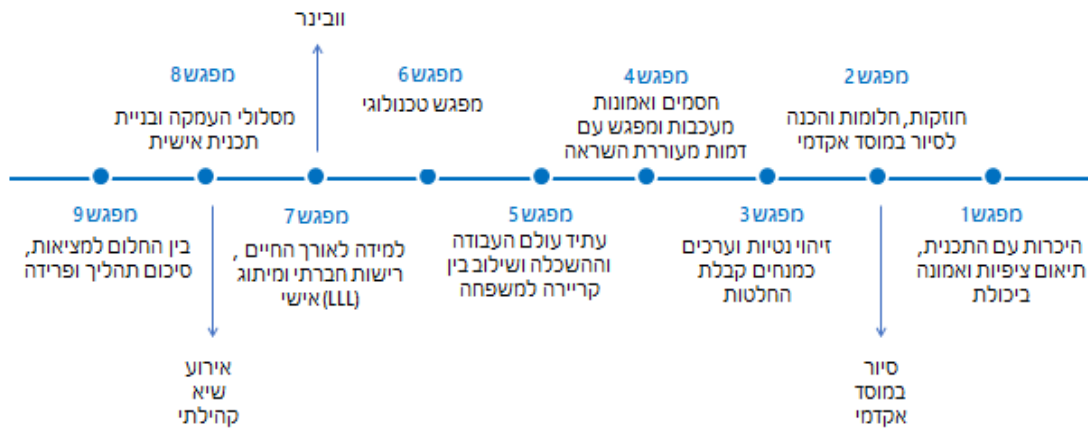 וובינר
מפגש 2
חוזקות, חלומות והכנה
לסיור במוסד אקדמי
מפגש 4
חסמים ואמונות
מעכבות ומפגש עם
דמות מעוררת השראה
מפגש 6
מפגש טכנולוגי
מפגש 8
מסלולי העמקה ובניית
תכנית אישית
מפגש 1
היכרות עם התכנית,
תיאום ציפיות ואמונה
ביכולת
מפגש 3
זיהוי נטיות וערכים
כמנחים קבלת
החלטות
מפגש 5
עתיד עולם העבודה
וההשכלה ושילוב בין
קריירה למשפחה
מפגש 7
למידה לאורך החיים ,
רישות חברתי ומיתוג
אישי (LLL)
מפגש 9
בין החלום למציאות,
סיכום תהליך ופרידה
סיור
במוסד
אקדמי
אירוע
שיא
קהילתי